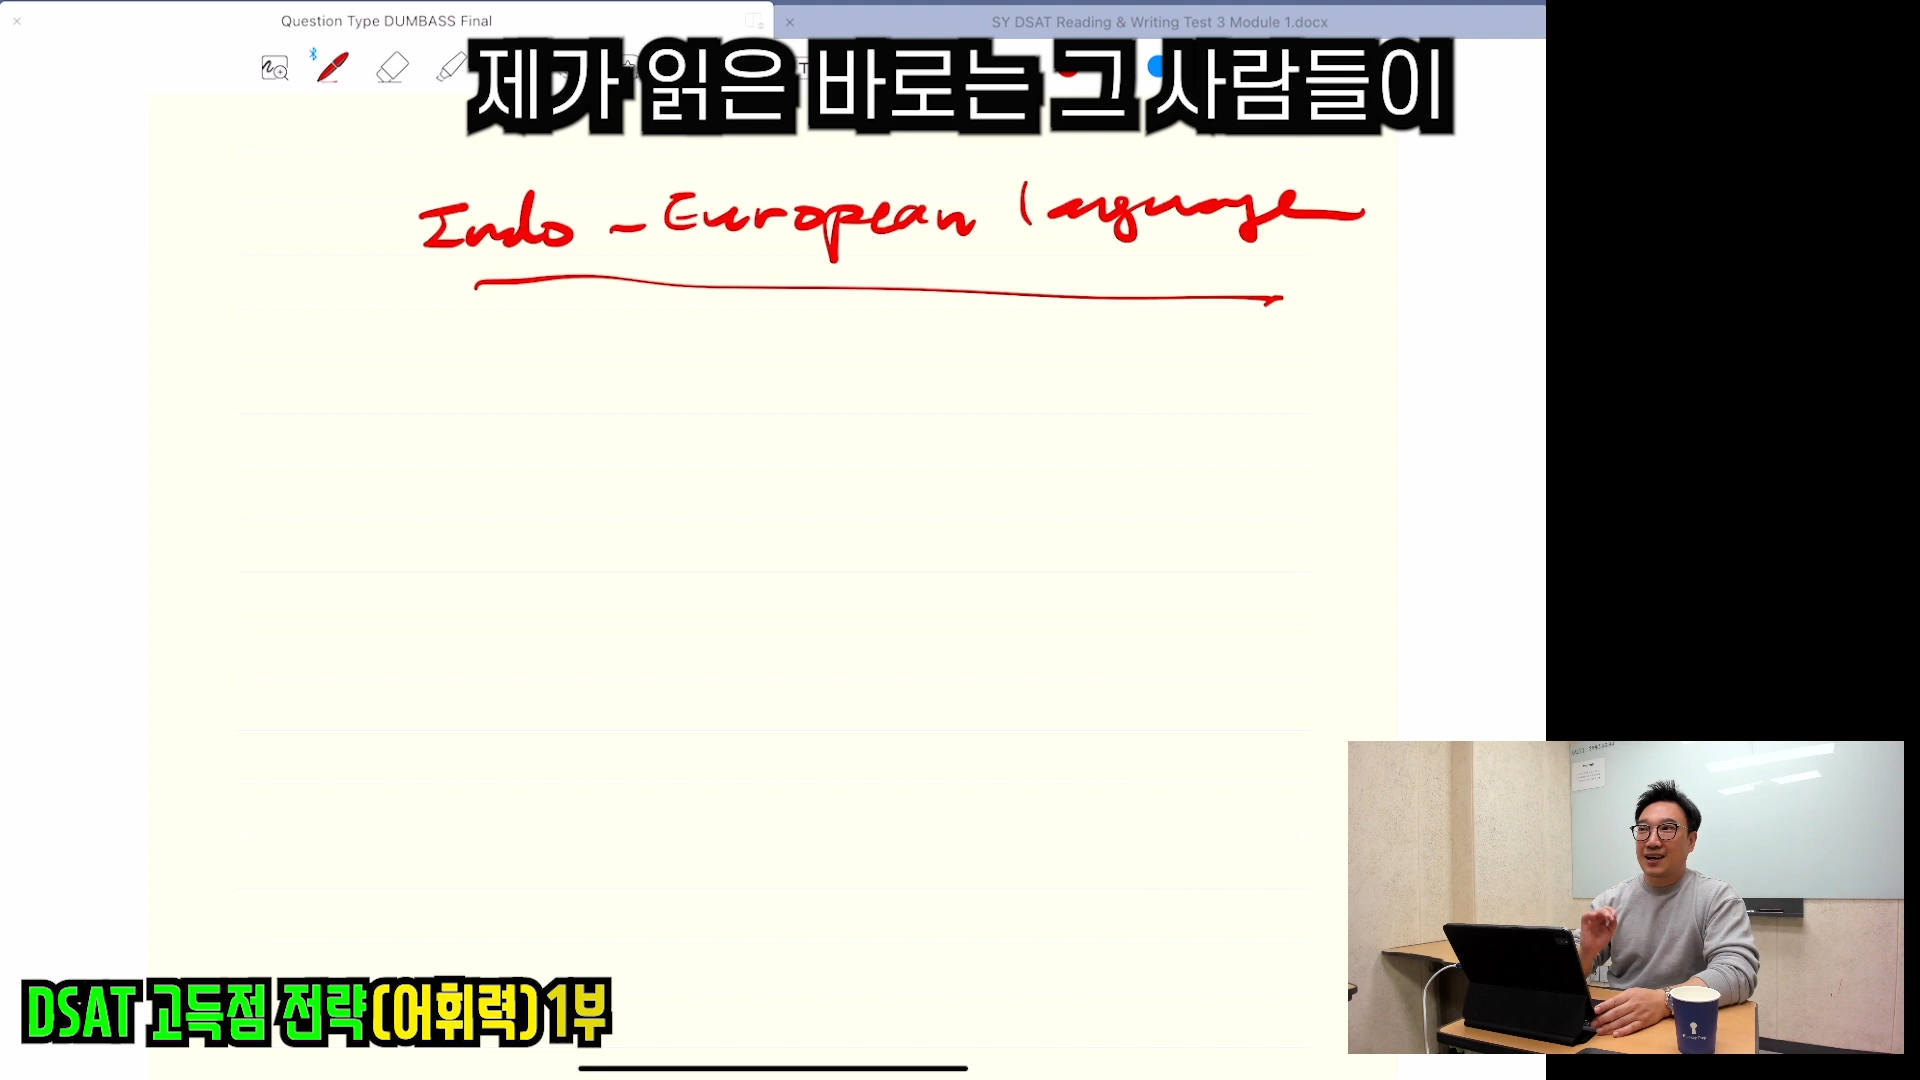 Question Type DUMBASS Final
SY DSAT Reading & Writing Test 3 Module 1.docx
제가 읽은 바로는 그 사람들이
Indo-European language
DSAT 고득점 전략(어휘력)1부